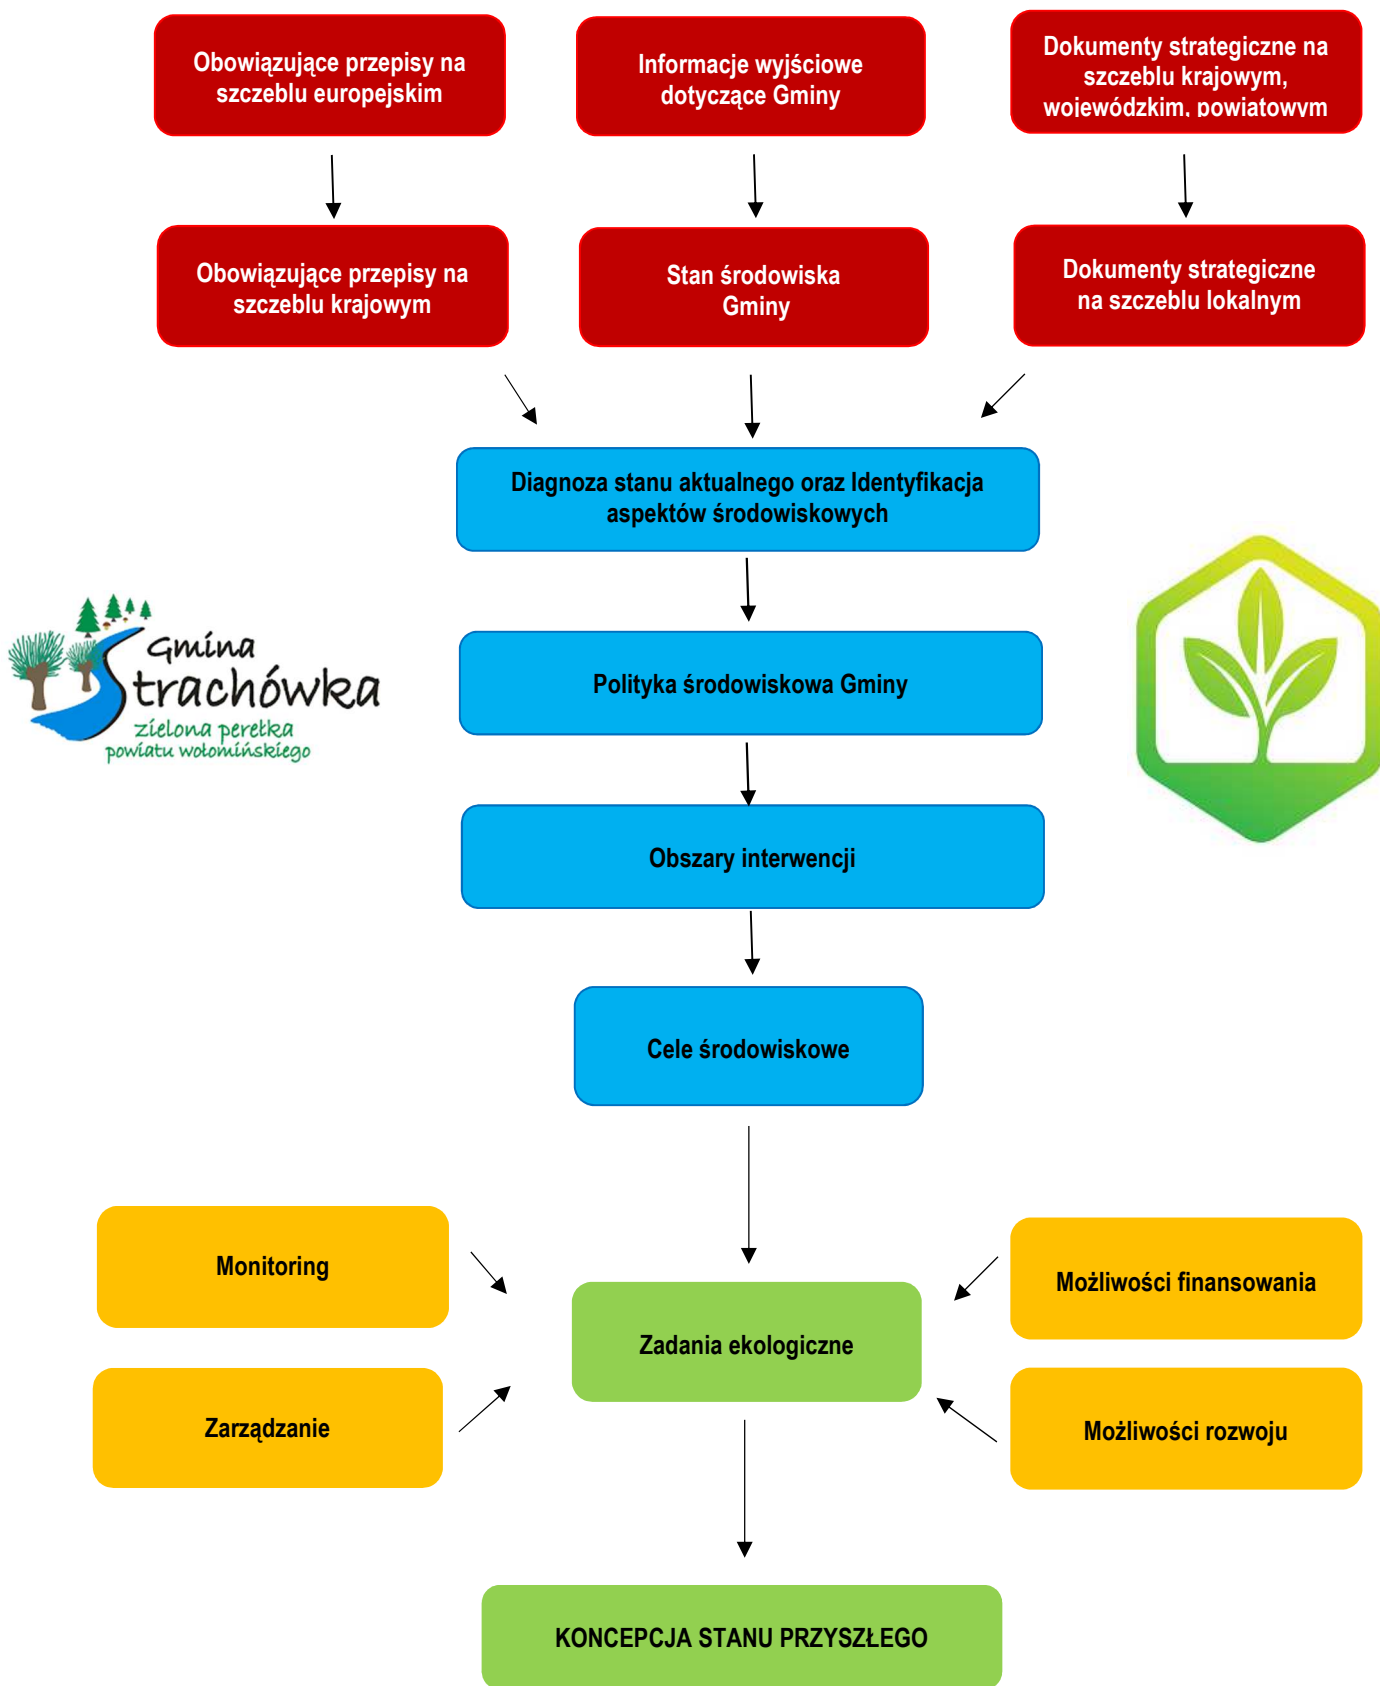 Obowiązujące przepisy na
szczeblu europejskim
Informacje wyjściowe
dotyczące Gminy
Dokumenty strategiczne na
szczeblu krajowym,
wojewódzkim, powiatowym
Obowiązujące przepisy na
szczeblu krajowym
Stan środowiska
Gminy
Dokumenty strategiczne
na szczeblu lokalnym
Diagnoza stanu aktualnego oraz Identyfikacja
aspektów środowiskowych
Gmina
Strachówka
zielona perełka
powiatu wołomińskiego
Polityka środowiskowa Gminy
Obszary interwencji
Cele środowiskowe
Monitoring
Możliwości finansowania
Zadania ekologiczne
Zarządzanie
Możliwości rozwoju
KONCEPCJA STANU PRZYSZŁEGO